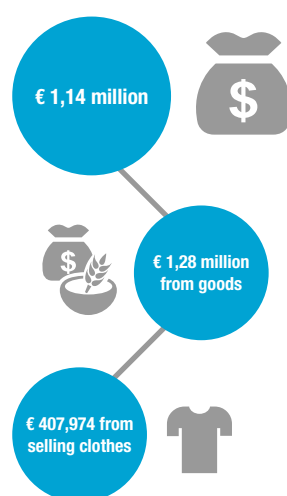 € 1,14 million
$
$
€ 1,28 million
from goods
€ 407,974 from
selling clothes